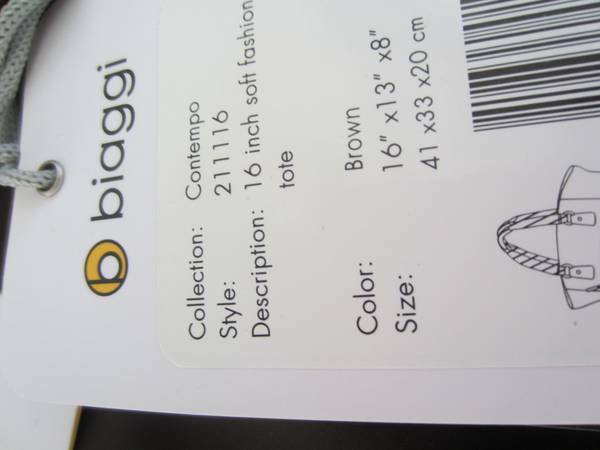 b biaggi
Collection: Contempo
Style: 211116
Description: 16 inch soft fashion
tote
Color: Brown
Size: 16" x13" x8"
41 x33 x20 cm